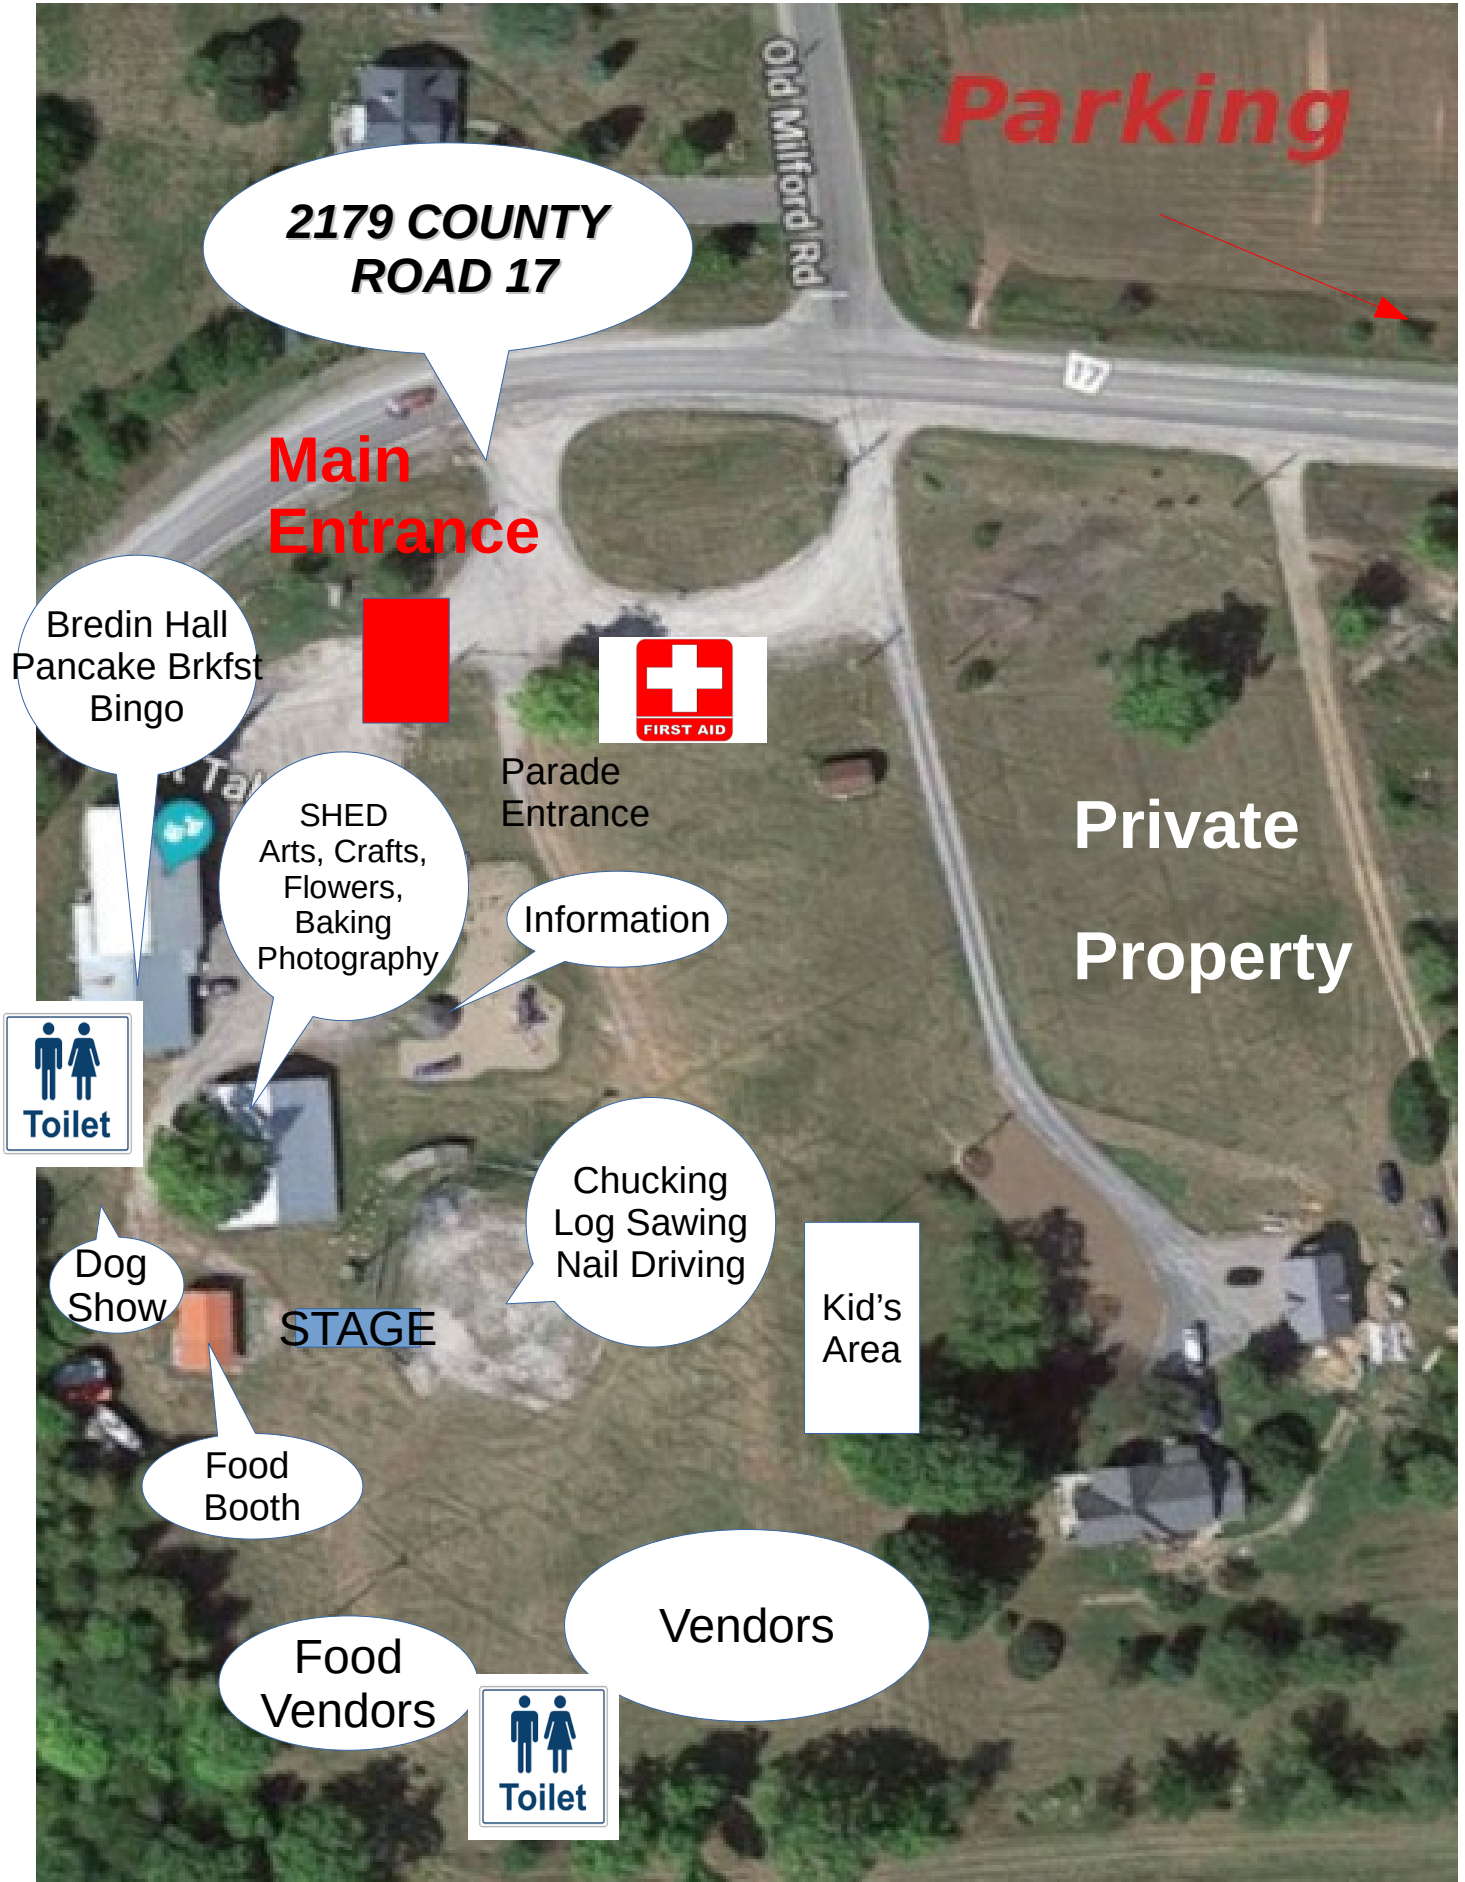 Old Milford Rd
Parking
2179 COUNTY
ROAD 17
17
Main
Entrance
Bredin Hall
Pancake Brkfst
Bingo
FIRST AID
Parade
Entrance
SHED
Arts, Crafts,
Flowers,
Baking
Photography
Private
Property
Information
Toilet
Chucking
Log Sawing
Nail Driving
Dog
Show
STAGE
Kid's
Area
Food
Booth
Vendors
Food
Vendors
Toilet